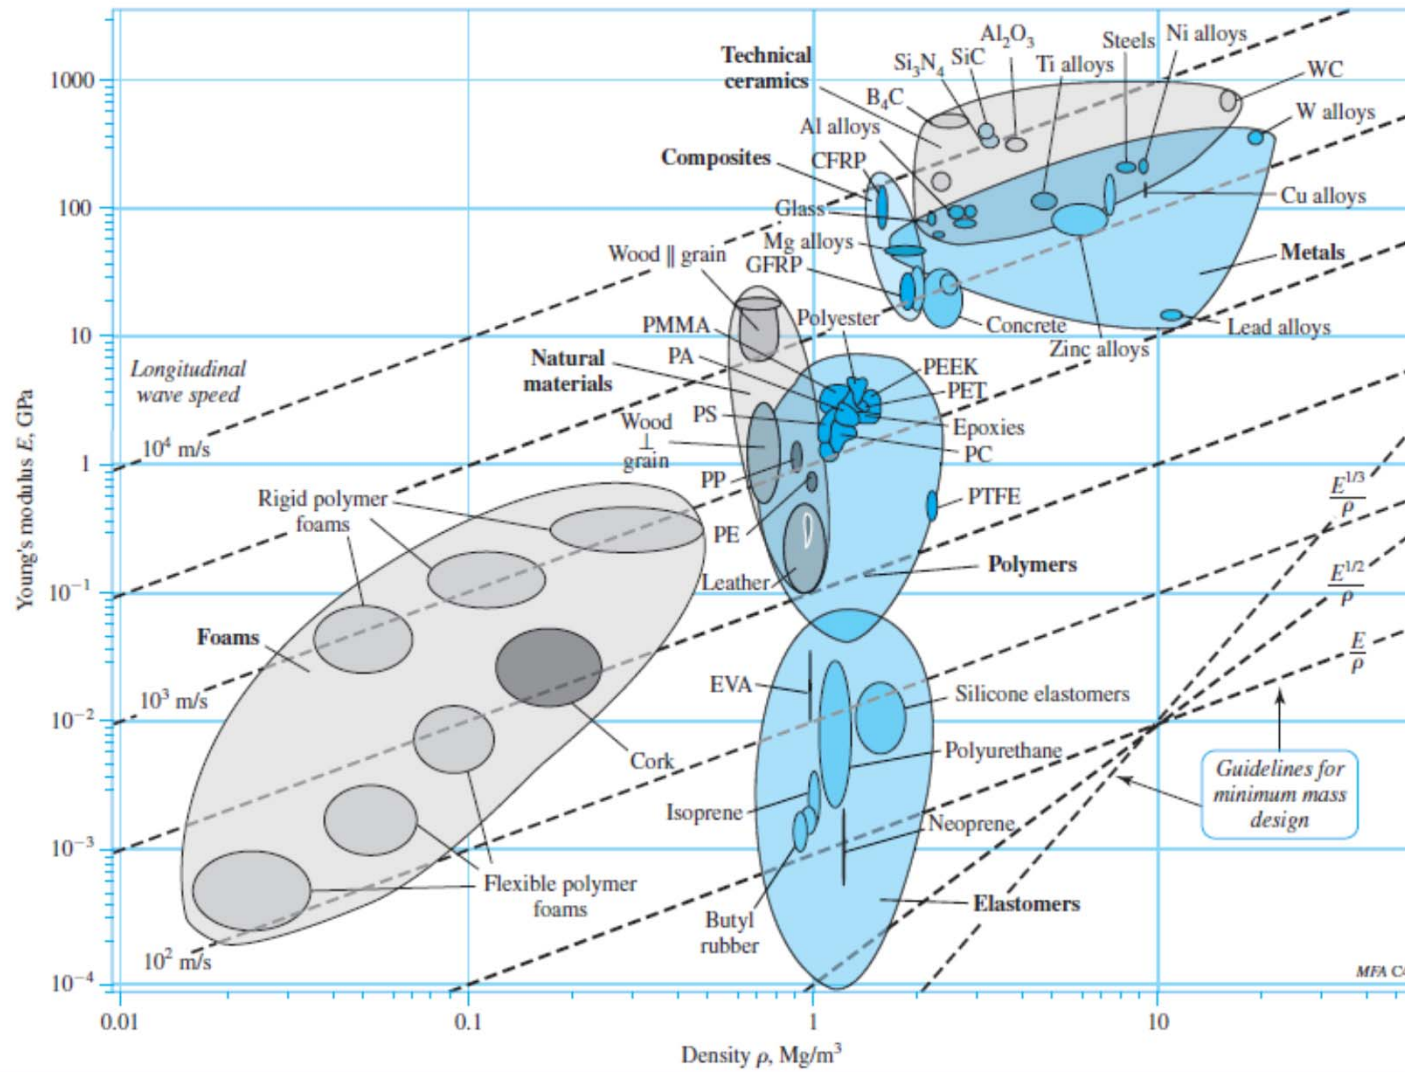 Young's modulus E, GPa
1000
100
10
1
10⁻¹
10⁻²
10⁻³
10⁻⁴
0.01
0.1
1
10
Density ρ, Mg/m³
Technical
ceramics
Composites
Al₂O₃
Steels
Ni alloys
SiC
Si₃N₄
Ti alloys
WC
B₄C
W alloys
Al alloys
CFRP
Cu alloys
Glass
Mg alloys
Metals
GFRP
Wood || grain
PMMA
Polyester
Concrete
Lead alloys
Zinc alloys
PA
PEEK
Natural
materials
PET
PS
Epoxies
Wood
⊥
grain
PC
PP
PTFE
PE
Leather
Polymers
Longitudinal
wave speed
10⁴ m/s
Rigid polymer
foams
Foams
10³ m/s
EVA
Silicone elastomers
Cork
Polyurethane
Isoprene
Neoprene
Flexible polymer
foams
Butyl
rubber
Elastomers
10² m/s
E¹ᐟ³
ρ
E¹ᐟ²
ρ
E
ρ
Guidelines for
minimum mass
design
MFA